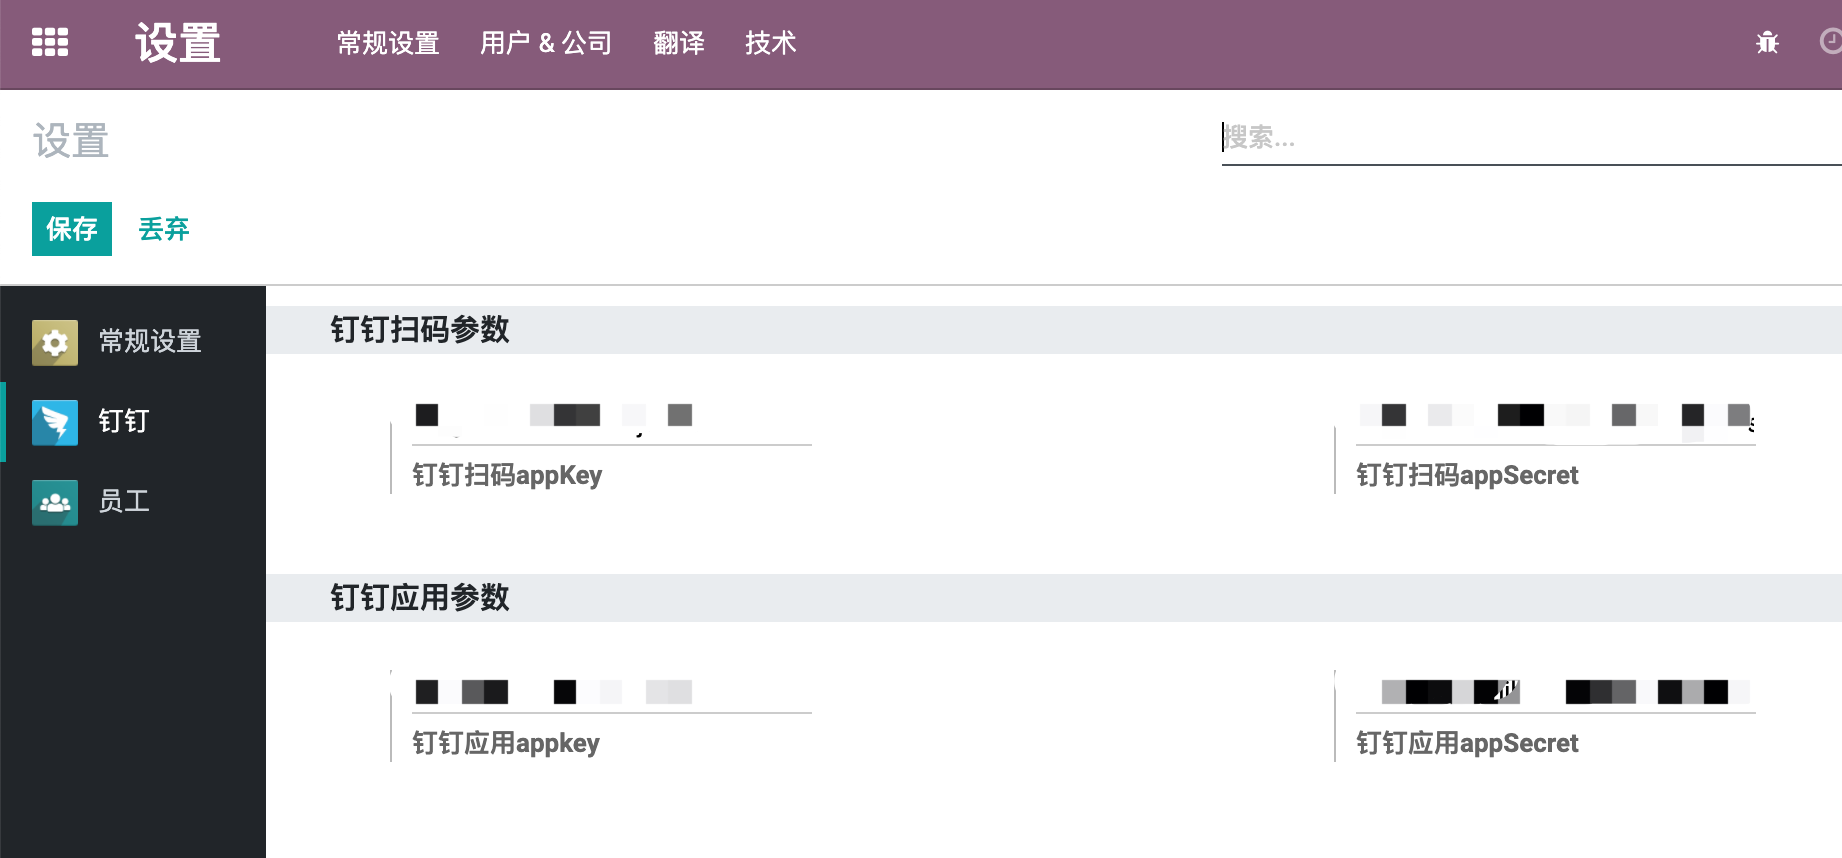 设置 常规设置 用户 & 公司 翻译 技术
设置
搜索...
保存 丢弃
常规设置
钉钉
员工
钉钉扫码参数
钉钉扫码appKey 钉钉扫码appSecret
钉钉应用参数
钉钉应用appkey 钉钉应用appSecret